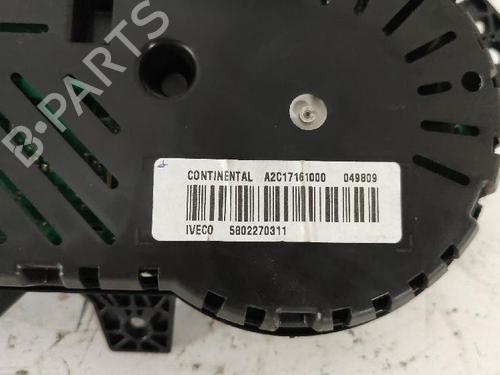 B-PARTS
CONTINENTAL A2C17161000 049809
IVECO 5802270311